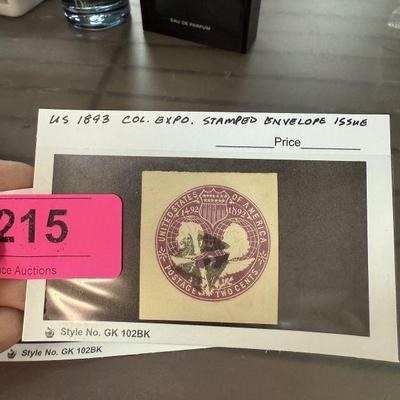 EAU DE PARFUM
US 1893 COL. EXPO. STAMPED ENVELOPE ISSUE
Price
UNITED STATES OF AMERICA
1492 1892
POSTAGE TWO CENTS
215
nce Auctions
Style No. GK 102BK
Style No. GK 102BK